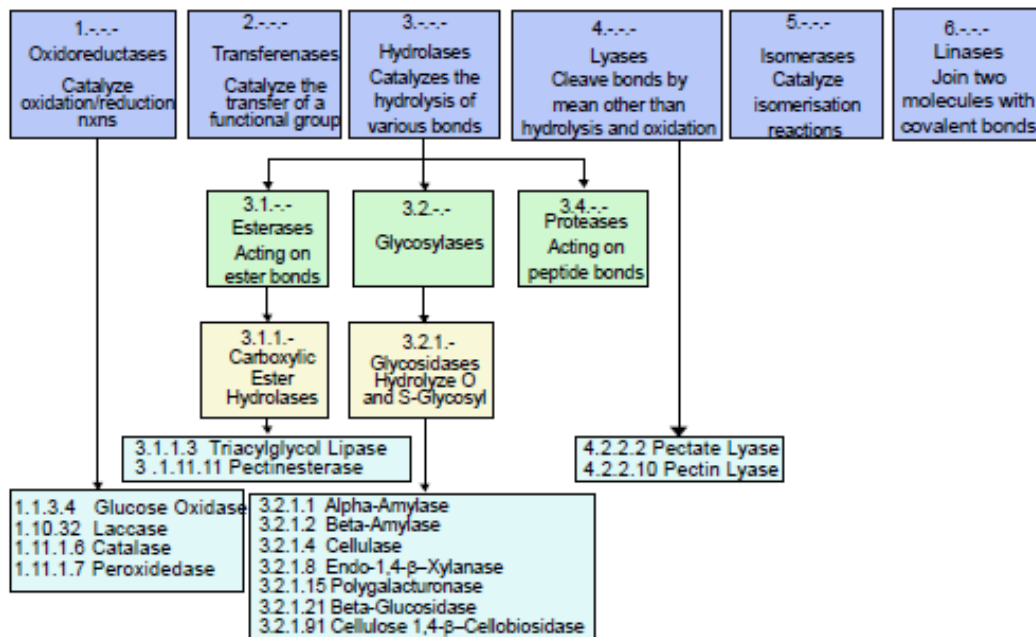 1.-.-.-
Oxidoreductases
Catalyze
oxidation/reduction
nxns
2.-.-.-
Transferenases
Catalyze the
transfer of a
functional group
3.-.-.-
Hydrolases
Catalyzes the
hydrolysis of
various bonds
4.-.-.-
Lyases
Cleave bonds by
mean other than
hydrolysis and oxidation
5.-.-.-
Isomerases
Catalyze
isomerisation
reactions
6.-.-.-
Linases
Join two
molecules with
covalent bonds
3.1.-.-
Esterases
Acting on
ester bonds
3.2.-.-
Glycosylases
3.4.-.-
Proteases
Acting on
peptide bonds
3.1.1.-
Carboxylic
Ester
Hydrolases
3.2.1.-
Glycosidases
Hydrolyze O
and S-Glycosyl
3.1.1.3 Triacylglycol Lipase
3 .1.11.11 Pectinesterase
4.2.2.2 Pectate Lyase
4.2.2.10 Pectin Lyase
1.1.3.4 Glucose Oxidase
1.10.32 Laccase
1.11.1.6 Catalase
1.11.1.7 Peroxidedase
3.2.1.1 Alpha-Amylase
3.2.1.2 Beta-Amylase
3.2.1.4 Cellulase
3.2.1.8 Endo-1,4-β–Xylanase
3.2.1.15 Polygalacturonase
3.2.1.21 Beta-Glucosidase
3.2.1.91 Cellulose 1,4-β–Cellobiosidase